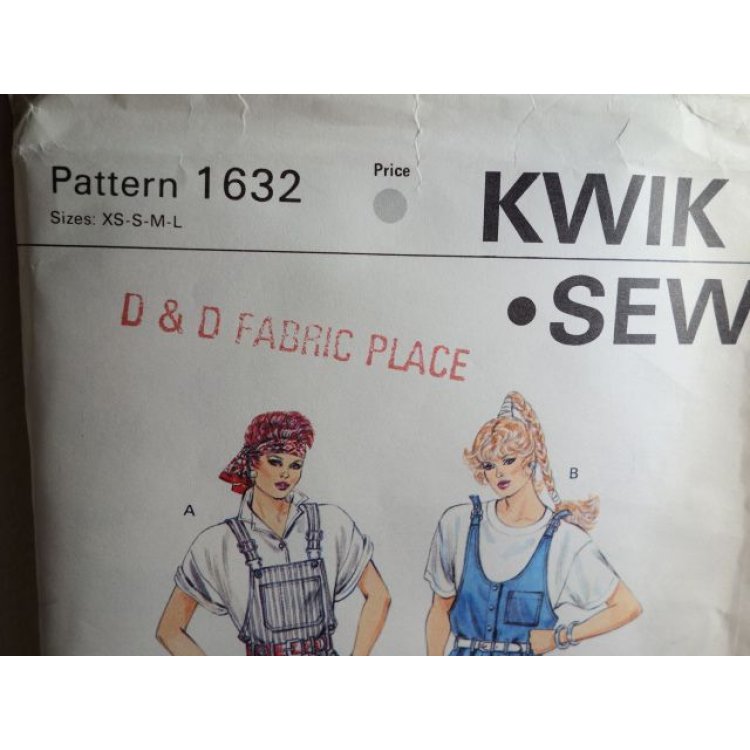 Pattern 1632
Sizes: XS-S-M-L
Price
KWIK
•SEW
D & D FABRIC PLACE
A
B